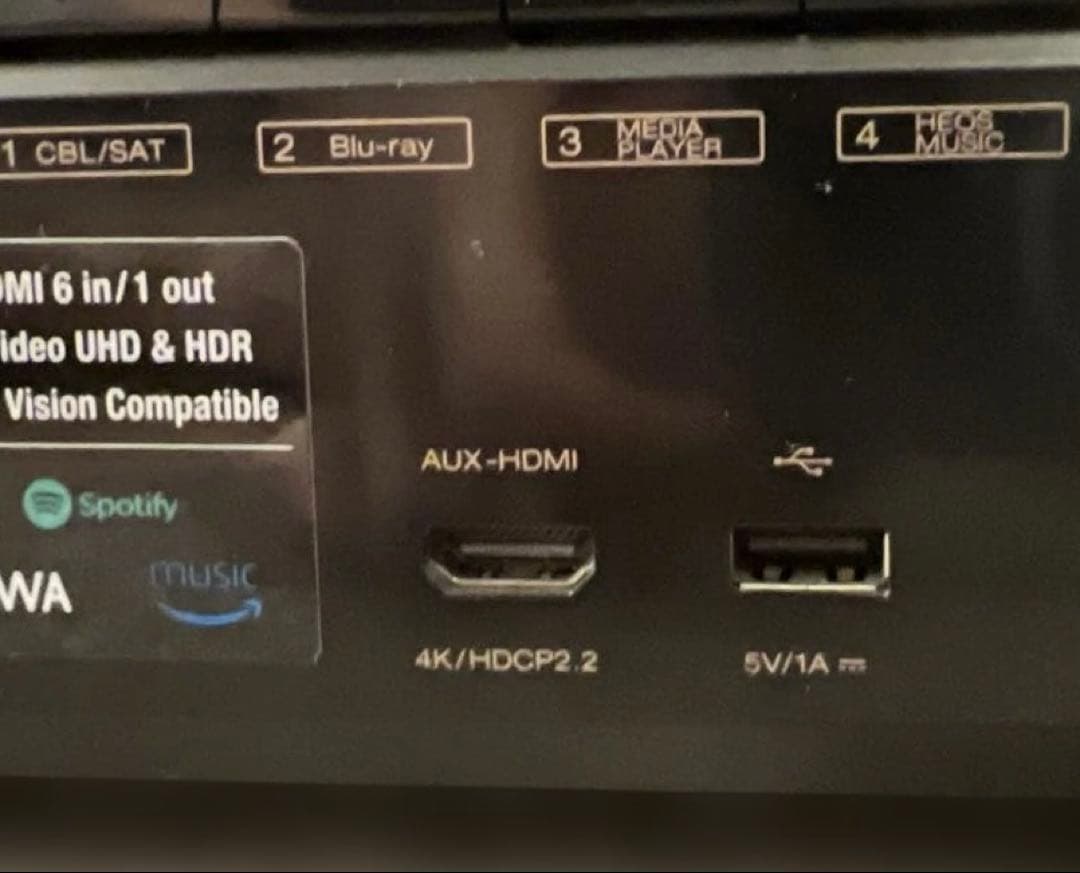 1 CBL/SAT
2 Blu-ray
3 MEDIA PLAYER
4 HEOS MUSIC
MI 6 in/1 out
ideo UHD & HDR
Vision Compatible
Spotify
WA
music
AUX-HDMI
4K/HDCP2.2
5V/1A